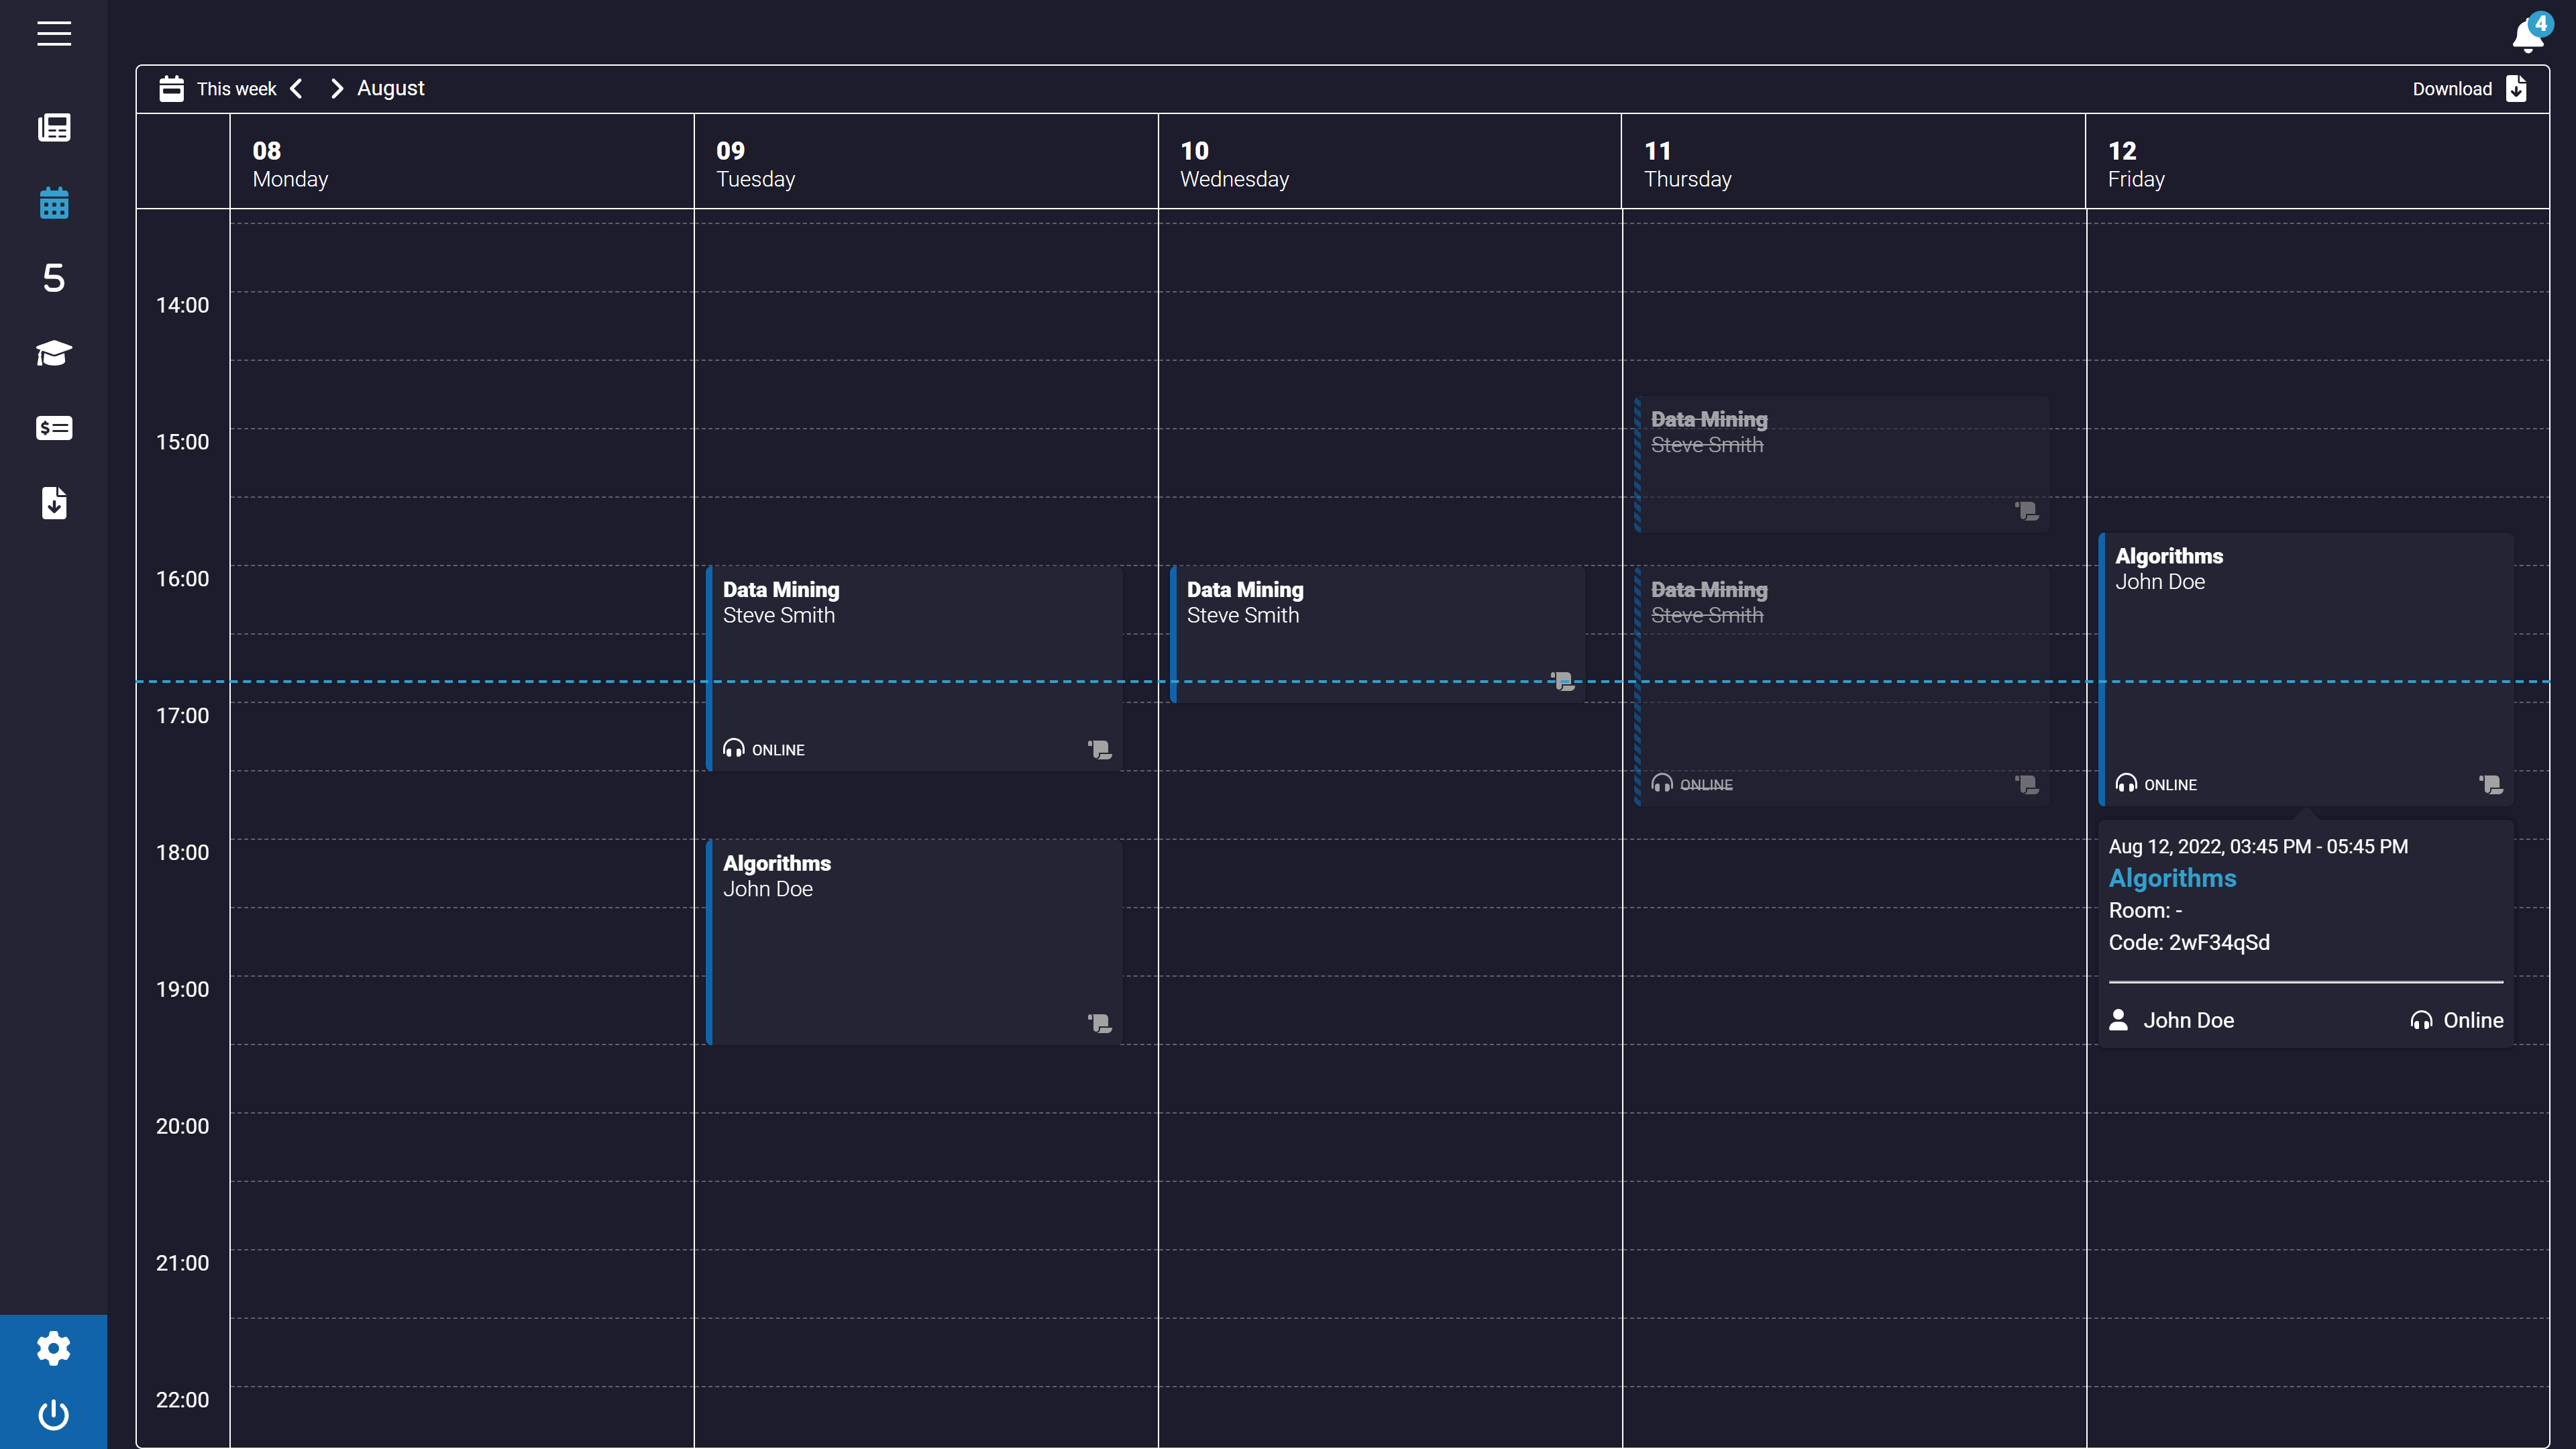 4
This week August Download
08
Monday
09
Tuesday
10
Wednesday
11
Thursday
12
Friday
5
14:00
15:00
16:00
17:00
18:00
19:00
20:00
21:00
22:00
Data Mining
Steve Smith
ONLINE
Algorithms
John Doe
Data Mining
Steve Smith
Data Mining
Steve Smith
Data Mining
Steve Smith
ONLINE
Algorithms
John Doe
ONLINE
Aug 12, 2022, 03:45 PM - 05:45 PM
Algorithms
Room: -
Code: 2wF34qSd
John Doe Online